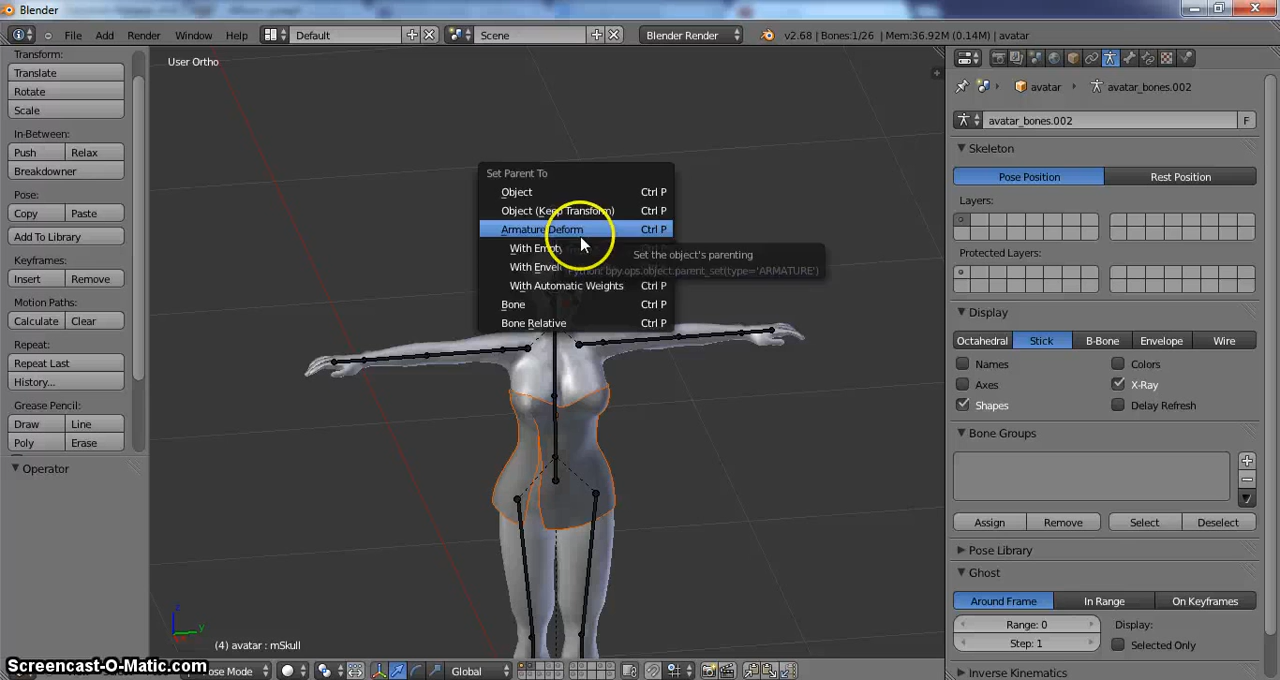 Blender
File Add Render Window Help Default Scene Blender Render v2.68 | Bones:1/26 | Mem:36.92M (0.14M) | avatar
Transform:
Translate
Rotate
Scale
In-Between:
Push Relax
Breakdowner
Pose:
Copy Paste
Add To Library
Keyframes:
Insert Remove
Motion Paths:
Calculate Clear
Repeat:
Repeat Last
History...
Grease Pencil:
Draw Line
Poly Erase
Operator
User Ortho
Set Parent To
Object Ctrl P
Object (Keep Transform) Ctrl P
Armature Deform Ctrl P
With Empt
With Envel
With Automatic Weights Ctrl P
Bone Ctrl P
Bone Relative Ctrl P
Set the object's parenting
Python: bpy.ops.object.parent_set(type='ARMATURE')
z
y
(4) avatar : mSkull
ose Mode Global
avatar avatar_bones.002
avatar_bones.002 F
Skeleton
Pose Position Rest Position
Layers:
Protected Layers:
Display
Octahedral Stick B-Bone Envelope Wire
Names Colors
Axes X-Ray
Shapes Delay Refresh
Bone Groups
Assign Remove Select Deselect
Pose Library
Ghost
Around Frame In Range On Keyframes
Range: 0 Display:
Step: 1 Selected Only
Inverse Kinematics
Screencast-O-Matic.com